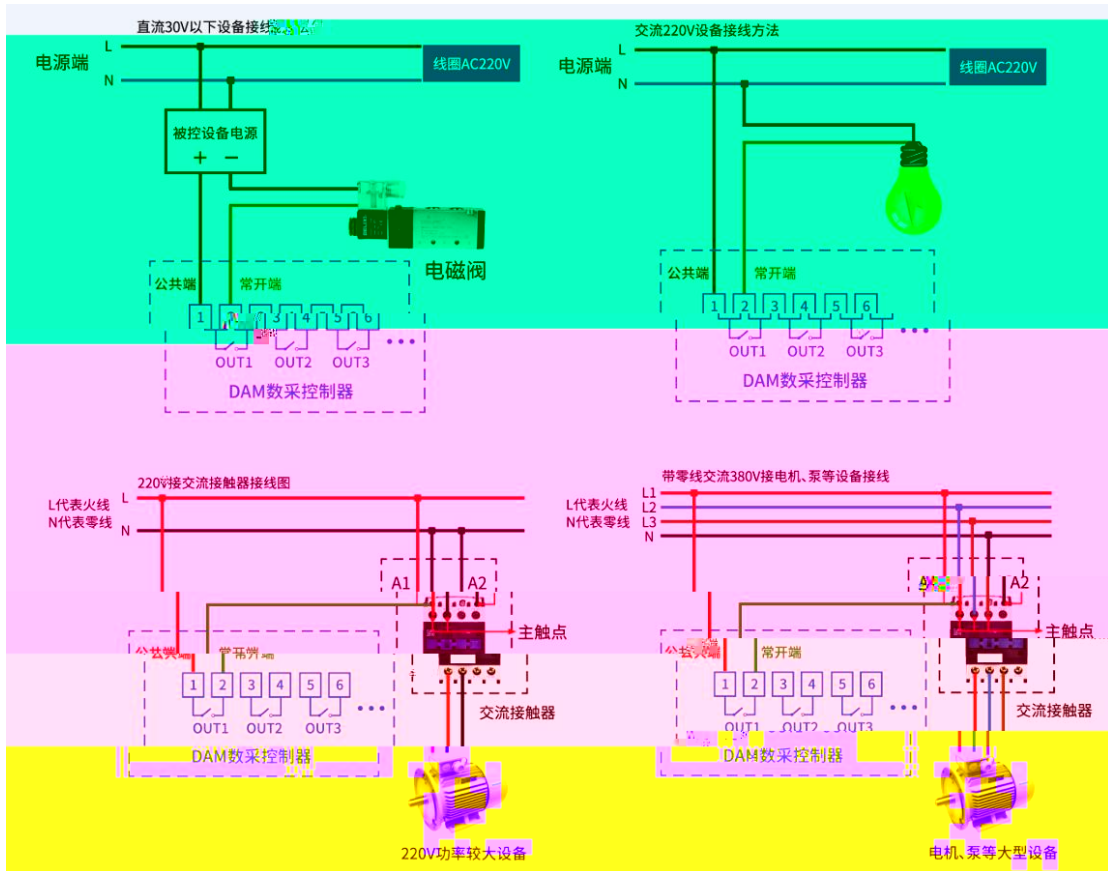 直流30V以下设备接线
L
电源端
N
线圈AC220V
被控设备电源
+ −
电磁阀
公共端 常开端
1 3 4 5 6
OUT1 OUT2 OUT3
DAM数采控制器
交流220V设备接线方法
L
电源端
N
线圈AC220V
公共端 常开端
1 2 3 4 5 6
OUT1 OUT2 OUT3
DAM数采控制器
220V接交流接触器接线图
L代表火线 L
N代表零线 N
A1 A2
主触点
公共端 常开端
1 2 3 4 5 6
OUT1 OUT2 OUT3
交流接触器
DAM数采控制器
220V功率较大设备
带零线交流380V接电机、泵等设备接线
L1
L代表火线 L2
N代表零线 L3
N
A2
主触点
常开端
1 2 3 4 5 6
OUT1 OUT2 OUT3
交流接触器
DAM数采控制器
电机、泵等大型设备